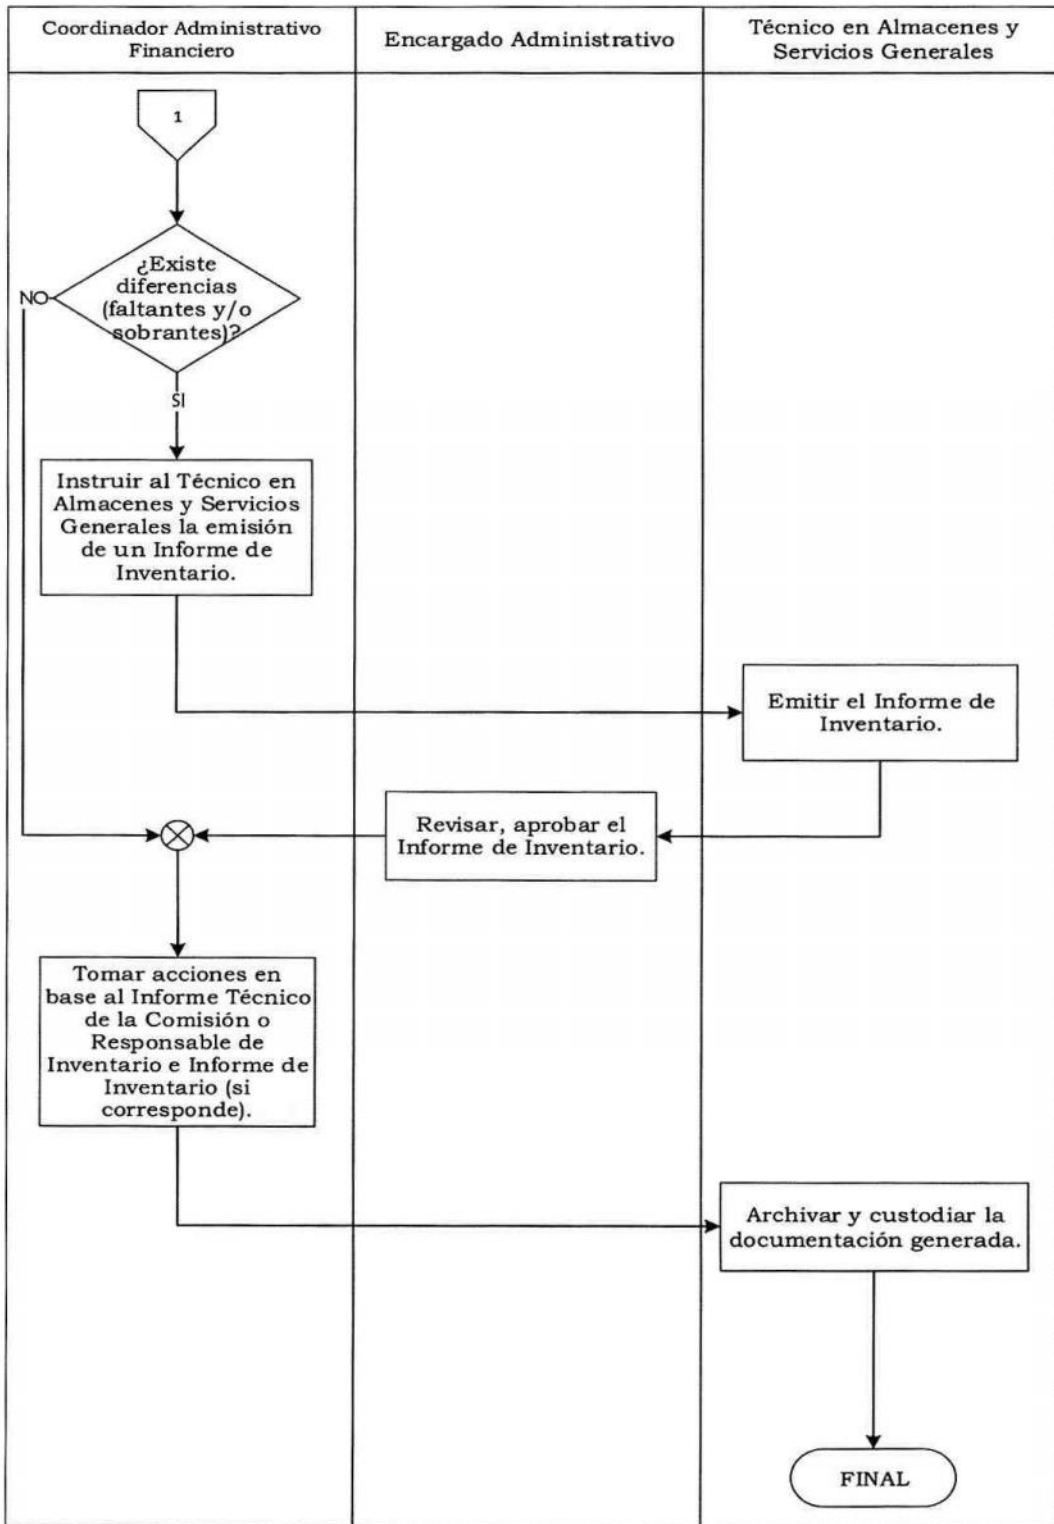 Coordinador Administrativo
Financiero
Encargado Administrativo
Técnico en Almacenes y
Servicios Generales
1
¿Existe
diferencias
(faltantes y/o
sobrantes)?
NO
SI
Instruir al Técnico en
Almacenes y Servicios
Generales la emisión
de un Informe de
Inventario.
Emitir el Informe de
Inventario.
Revisar, aprobar el
Informe de Inventario.
Tomar acciones en
base al Informe Técnico
de la Comisión o
Responsable de
Inventario e Informe de
Inventario (si
corresponde).
Archivar y custodiar la
documentación generada.
FINAL